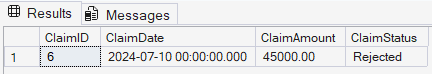 Results Messages
ClaimID ClaimDate ClaimAmount ClaimStatus
1 6 2024-07-10 00:00:00.000 45000.00 Rejected